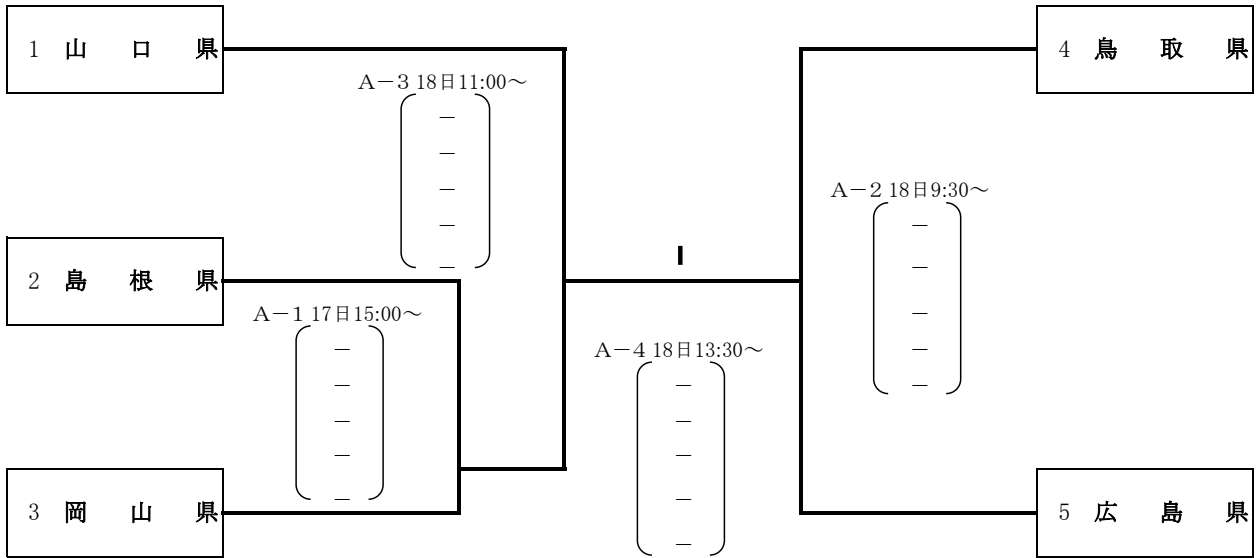 1 山 口 県
4 鳥 取 県
A－3 18日11:00～
－
－
－
－
－
A－2 18日9:30～
－
－
－
－
－
2 島 根 県
A－1 17日15:00～
－
－
－
－
－
A－4 18日13:30～
－
－
－
－
－
3 岡 山 県
5 広 島 県